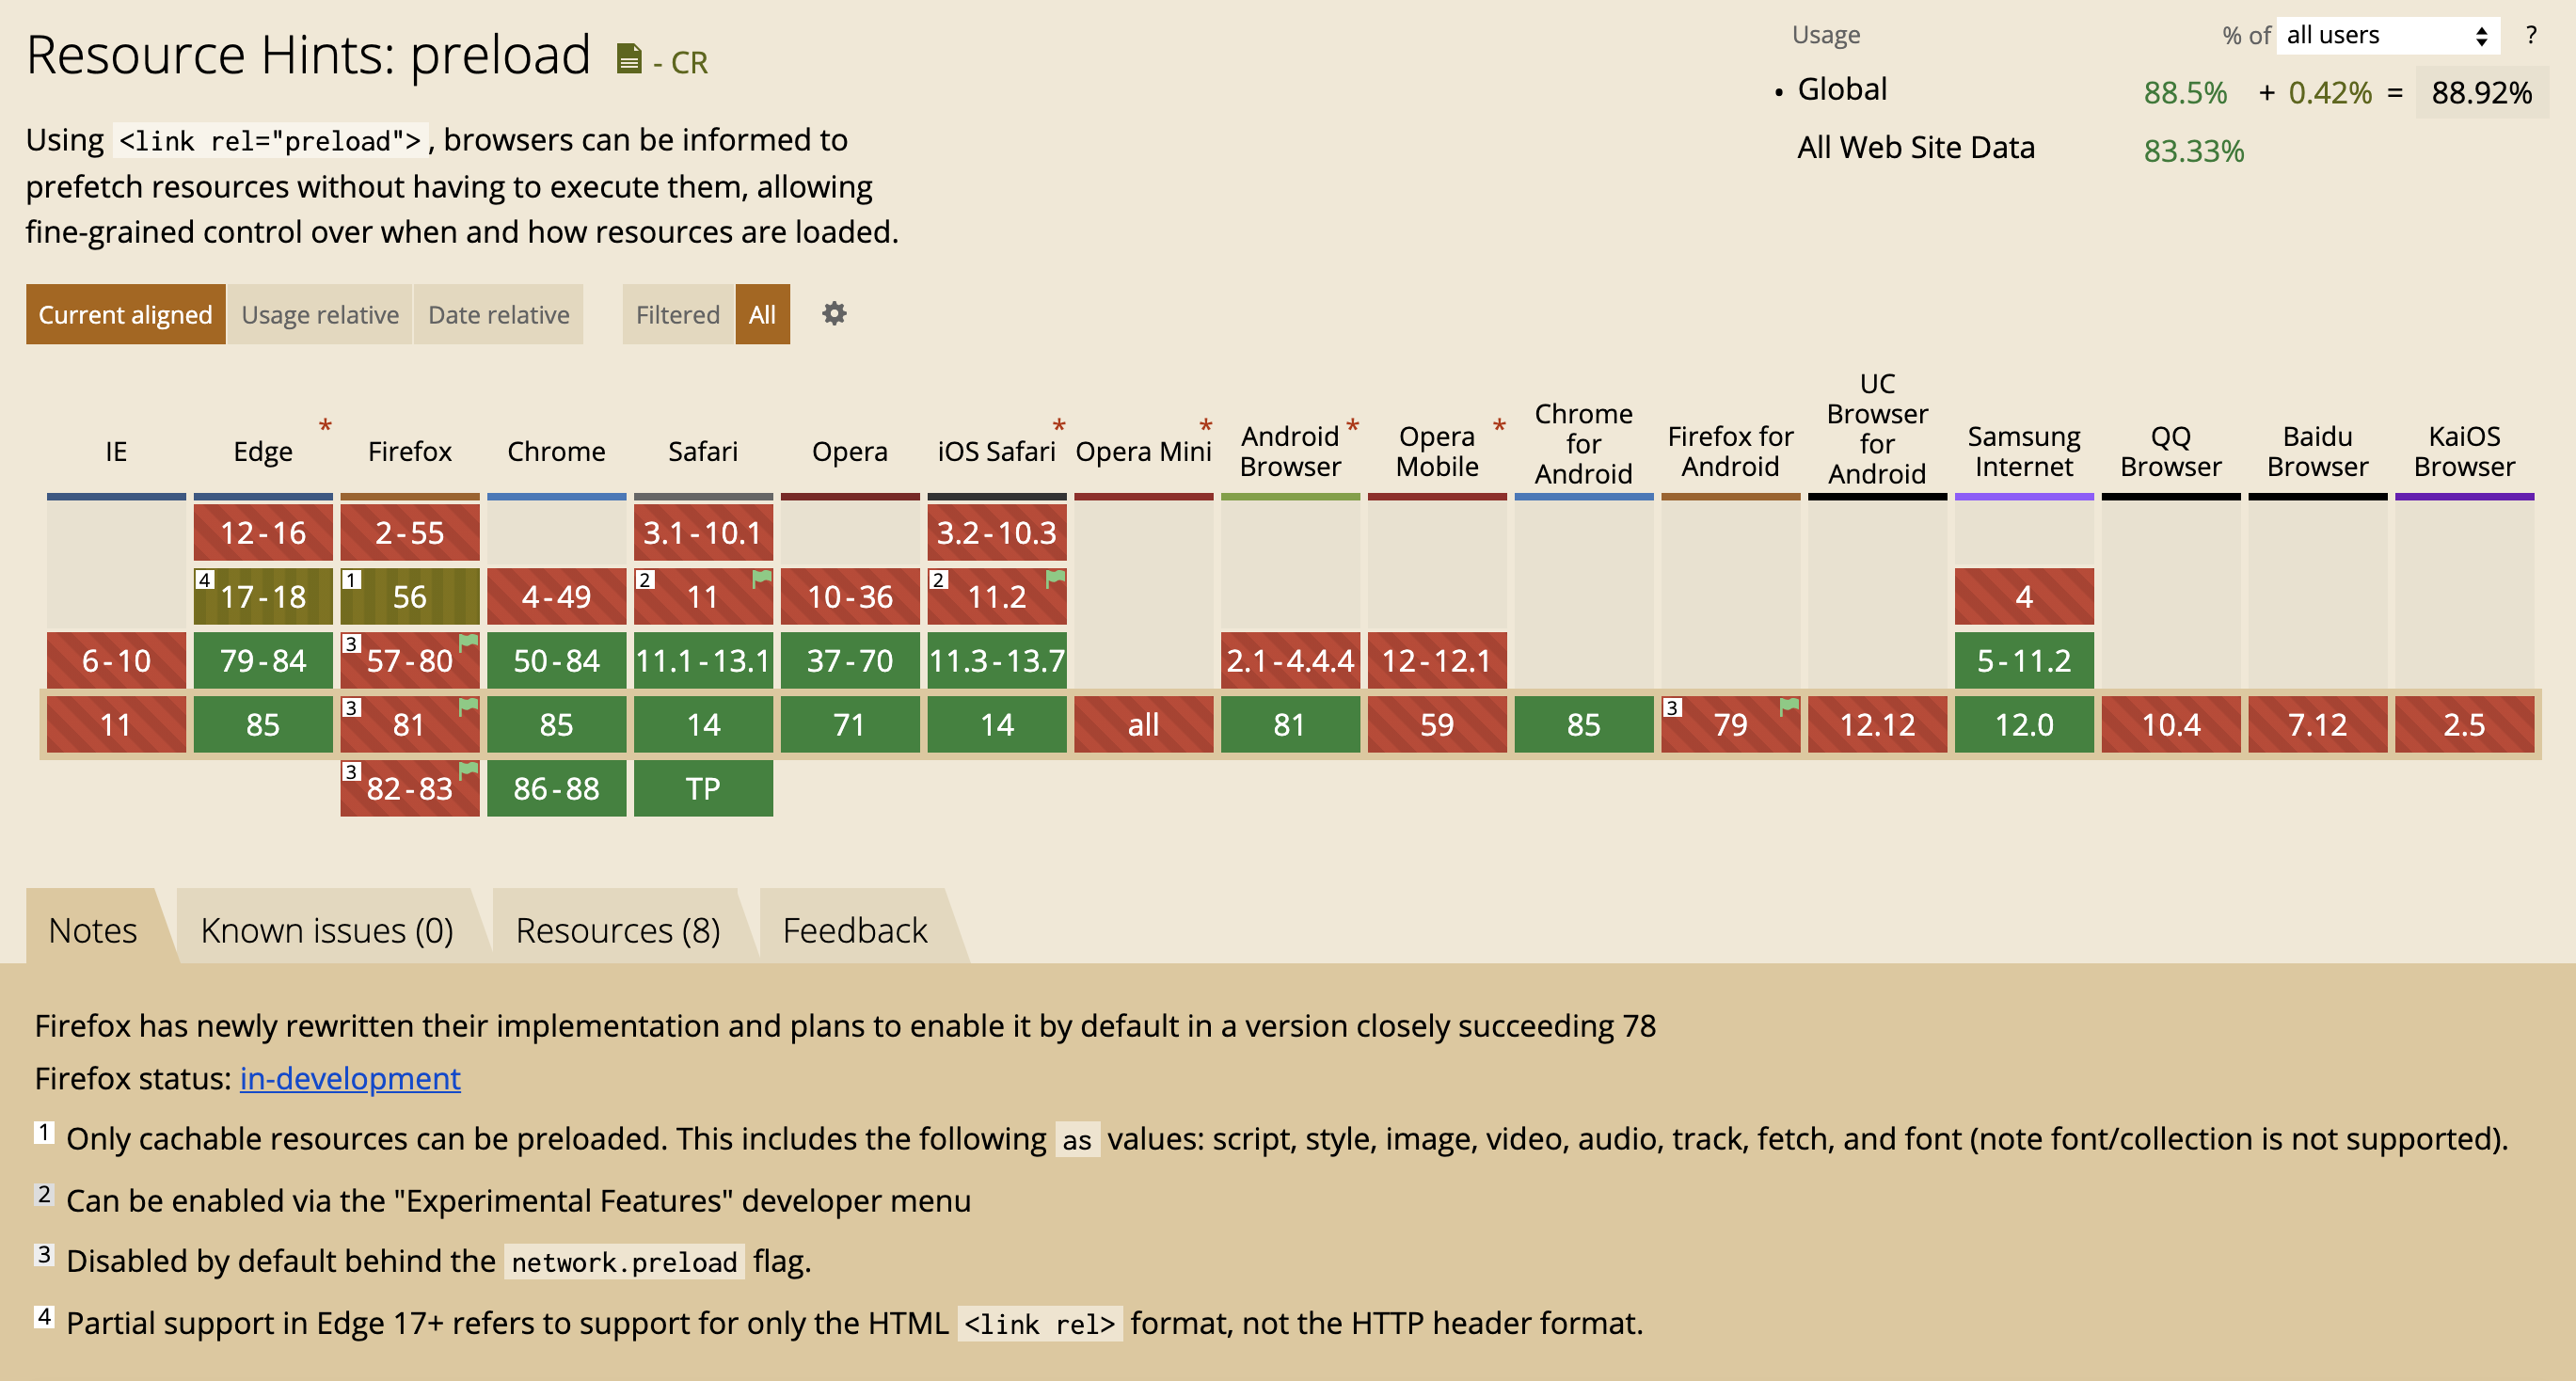 Resource Hints: preload - CR
Usage % of all users ?
Global 88.5% + 0.42% = 88.92%
All Web Site Data 83.33%
Using <link rel="preload">, browsers can be informed to
prefetch resources without having to execute them, allowing
fine-grained control over when and how resources are loaded.
Current aligned Usage relative Date relative Filtered All
IE Edge * Firefox Chrome Safari Opera iOS Safari * Opera Mini * Android Browser * Opera Mobile * Chrome for Android Firefox for Android UC Browser for Android Samsung Internet QQ Browser Baidu Browser KaiOS Browser
12-16 2-55 3.1-10.1 3.2-10.3
4 17-18 1 56 4-49 2 11 10-36 2 11.2 4
6-10 79-84 3 57-80 50-84 11.1-13.1 37-70 11.3-13.7 2.1-4.4.4 12-12.1 5-11.2
11 85 3 81 85 14 71 14 all 81 59 85 3 79 12.12 12.0 10.4 7.12 2.5
3 82-83 86-88 TP
Notes Known issues (0) Resources (8) Feedback
Firefox has newly rewritten their implementation and plans to enable it by default in a version closely succeeding 78
Firefox status: in-development
1 Only cachable resources can be preloaded. This includes the following as values: script, style, image, video, audio, track, fetch, and font (note font/collection is not supported).
2 Can be enabled via the "Experimental Features" developer menu
3 Disabled by default behind the network.preload flag.
4 Partial support in Edge 17+ refers to support for only the HTML <link rel> format, not the HTTP header format.